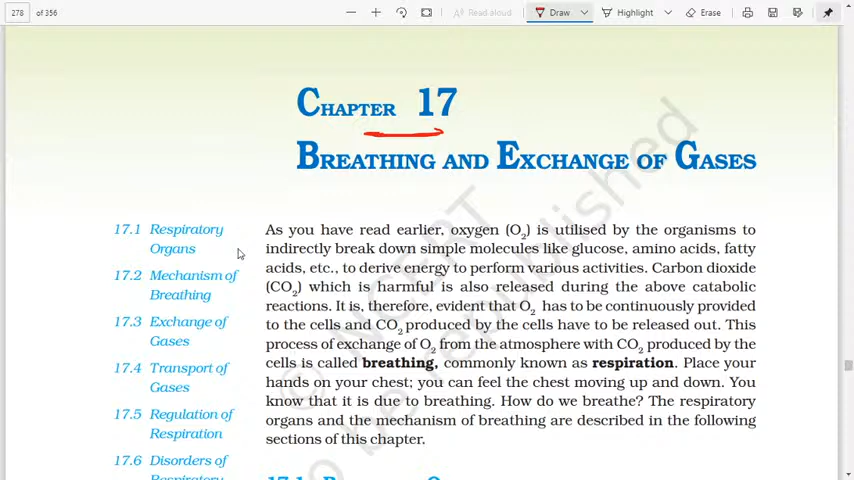 278 of 356 Read aloud Draw Highlight Erase
CHAPTER 17
BREATHING AND EXCHANGE OF GASES
17.1 Respiratory
Organs
17.2 Mechanism of
Breathing
17.3 Exchange of
Gases
17.4 Transport of
Gases
17.5 Regulation of
Respiration
17.6 Disorders of
Respiratory
As you have read earlier, oxygen (O2) is utilised by the organisms to
indirectly break down simple molecules like glucose, amino acids, fatty
acids, etc., to derive energy to perform various activities. Carbon dioxide
(CO2) which is harmful is also released during the above catabolic
reactions. It is, therefore, evident that O2 has to be continuously provided
to the cells and CO2 produced by the cells have to be released out. This
process of exchange of O2 from the atmosphere with CO2 produced by the
cells is called breathing, commonly known as respiration. Place your
hands on your chest; you can feel the chest moving up and down. You
know that it is due to breathing. How do we breathe? The respiratory
organs and the mechanism of breathing are described in the following
sections of this chapter.
© NCERT
o be republished